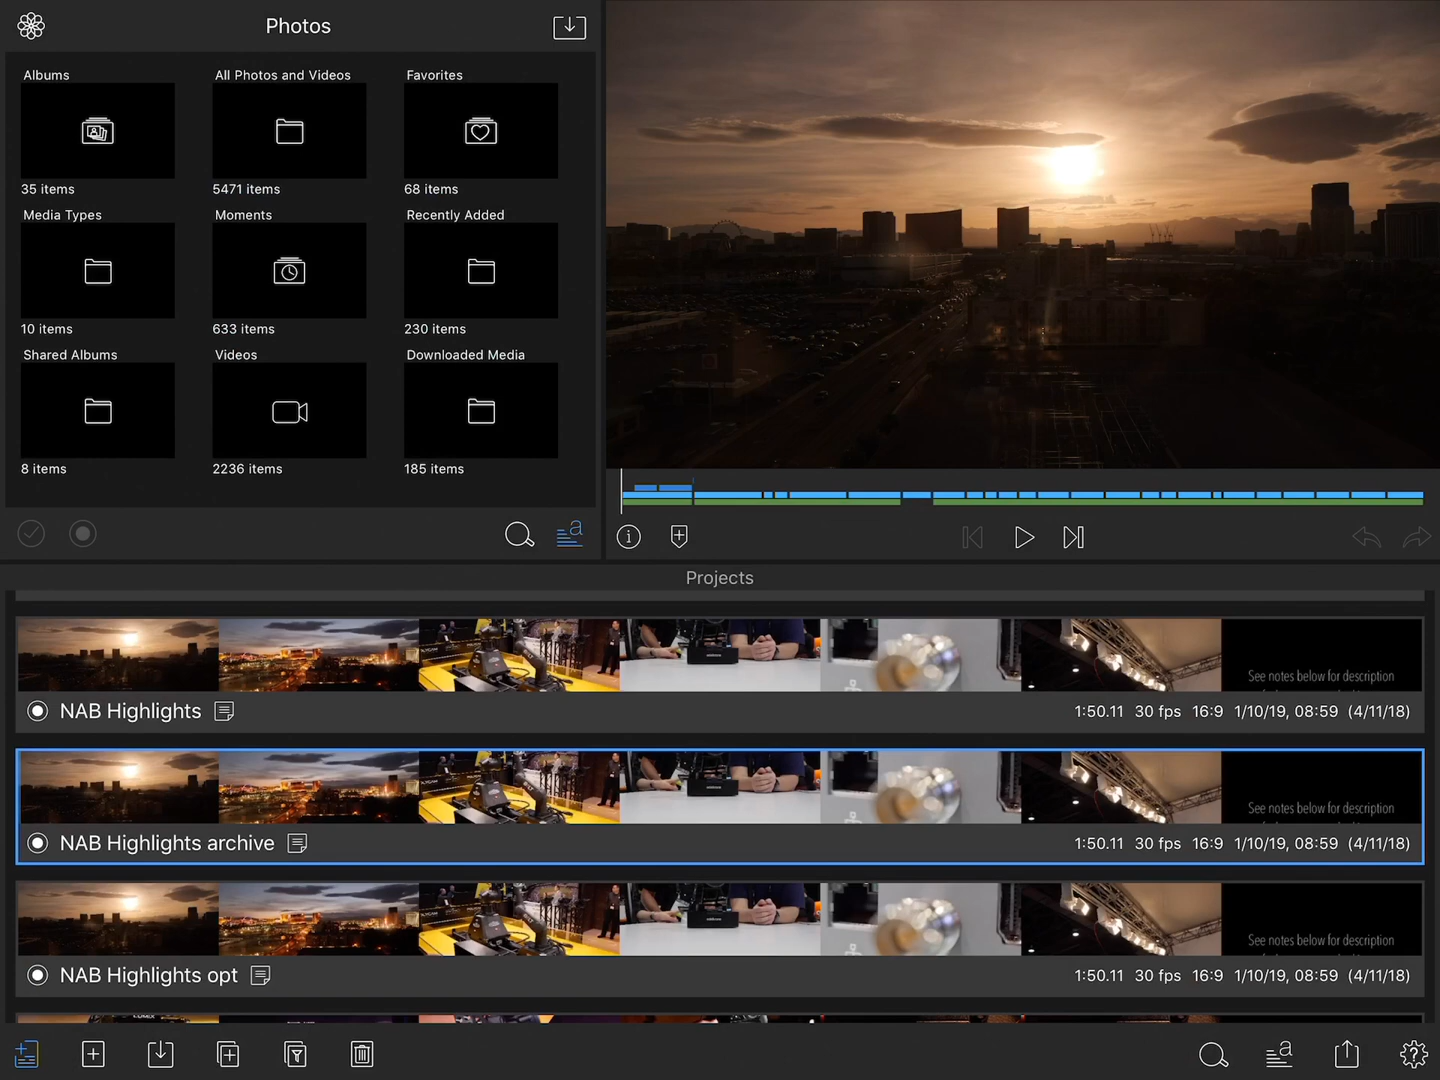 Photos
Albums
All Photos and Videos
Favorites
35 items
5471 items
68 items
Media Types
Moments
Recently Added
10 items
633 items
230 items
Shared Albums
Videos
Downloaded Media
8 items
2236 items
185 items
Projects
See notes below for description
NAB Highlights
1:50.11 30 fps 16:9 1/10/19, 08:59 (4/11/18)
See notes below for description
NAB Highlights archive
1:50.11 30 fps 16:9 1/10/19, 08:59 (4/11/18)
See notes below for description
NAB Highlights opt
1:50.11 30 fps 16:9 1/10/19, 08:59 (4/11/18)